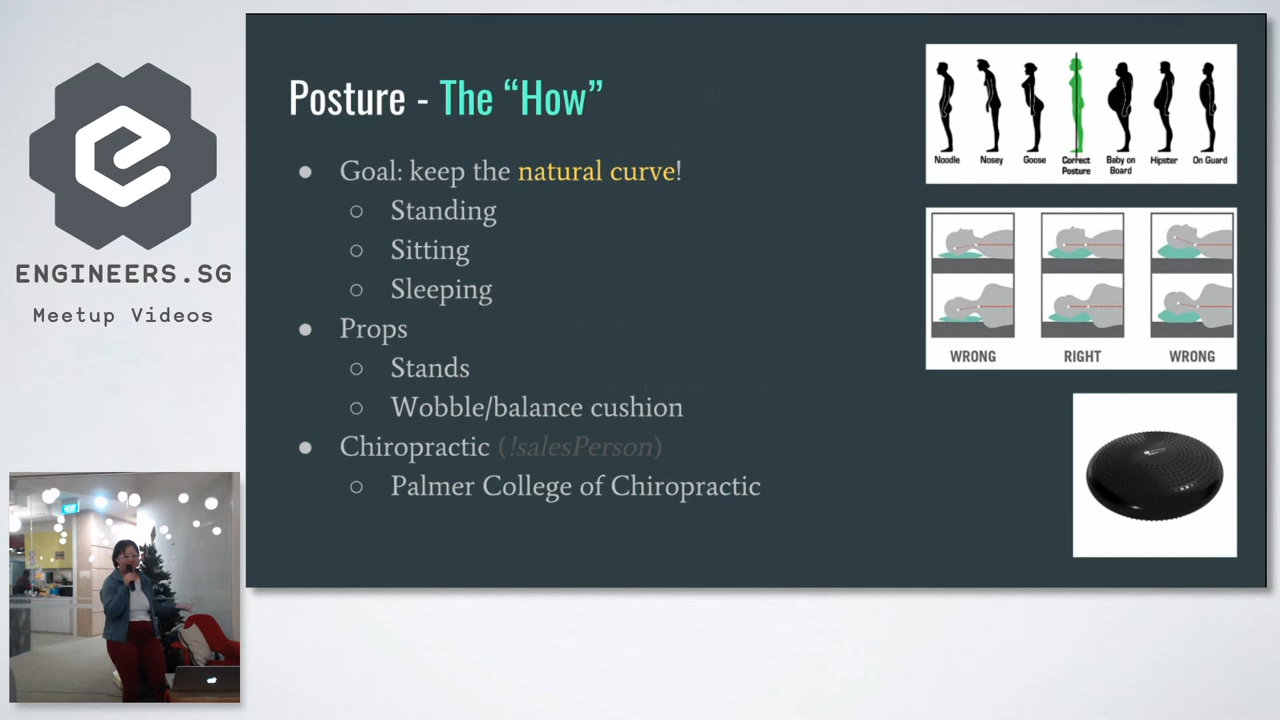 ENGINEERS.SG
Meetup Videos
Posture - The “How”
● Goal: keep the natural curve!
○ Standing
○ Sitting
○ Sleeping
● Props
○ Stands
○ Wobble/balance cushion
● Chiropractic (!salesPerson)
○ Palmer College of Chiropractic
Noodle Nosey Goose Correct Posture Baby on Board Hipster On Guard
WRONG RIGHT WRONG